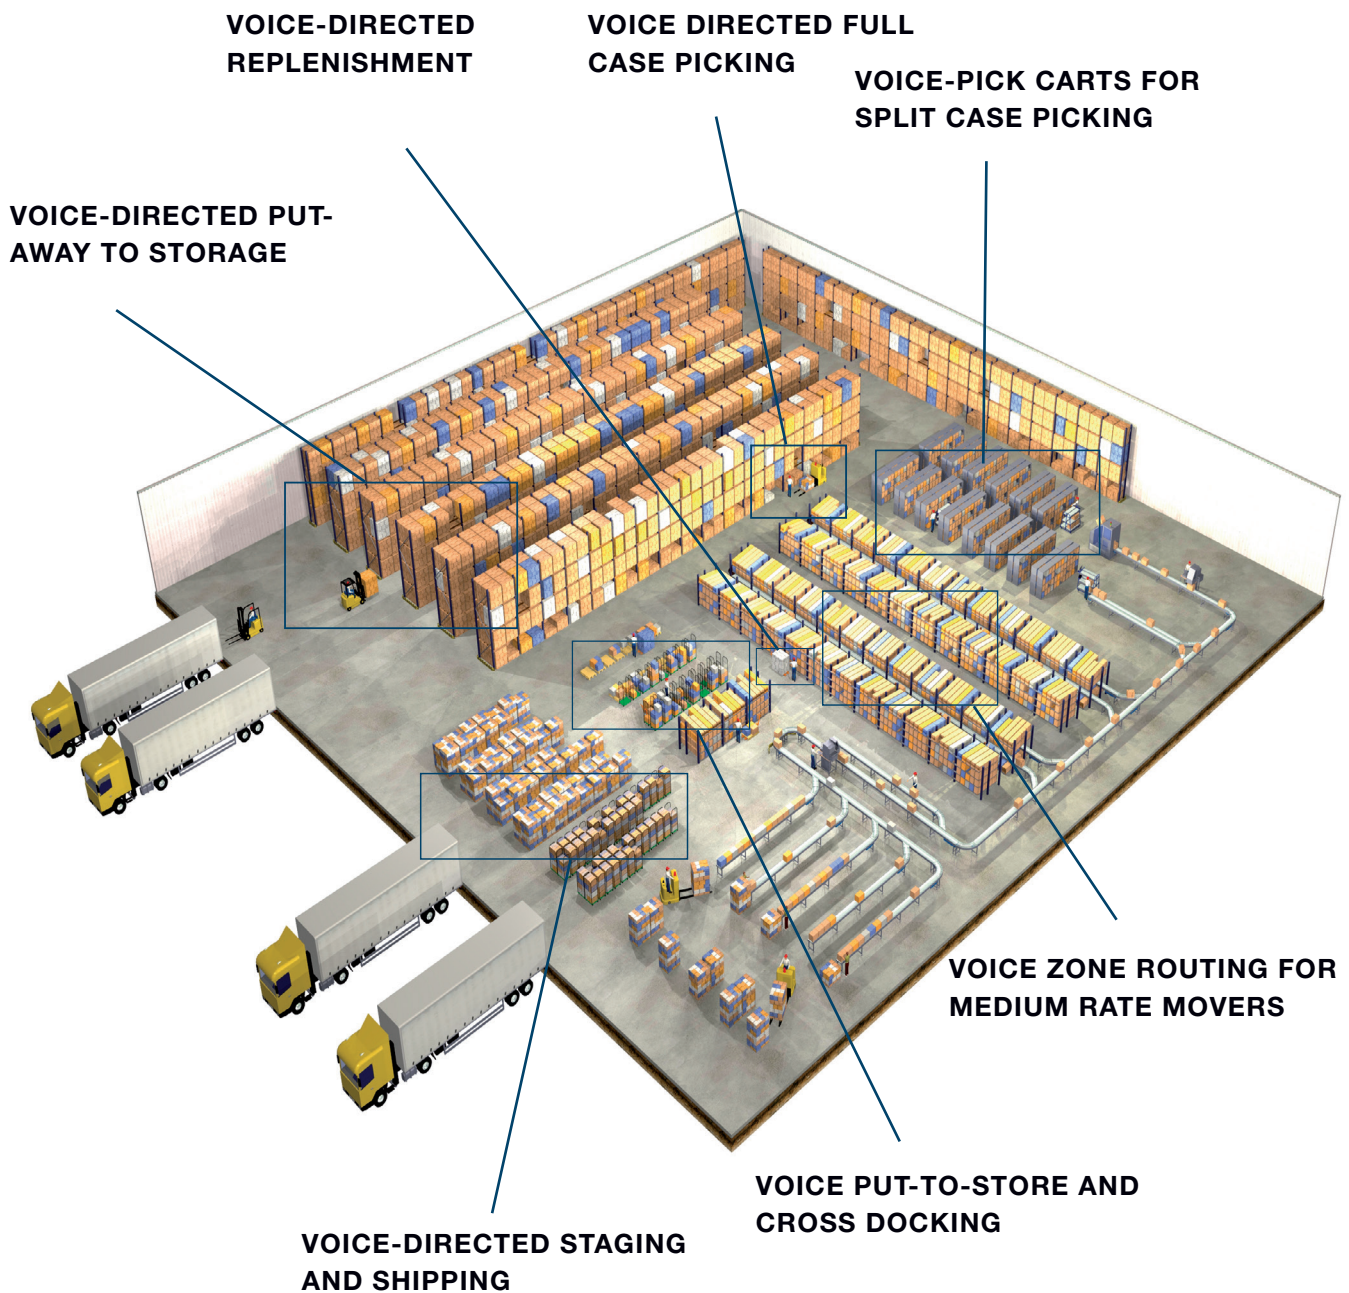 VOICE-DIRECTED
REPLENISHMENT
VOICE DIRECTED FULL
CASE PICKING
VOICE-PICK CARTS FOR
SPLIT CASE PICKING
VOICE-DIRECTED PUT-
AWAY TO STORAGE
VOICE ZONE ROUTING FOR
MEDIUM RATE MOVERS
VOICE PUT-TO-STORE AND
CROSS DOCKING
VOICE-DIRECTED STAGING
AND SHIPPING